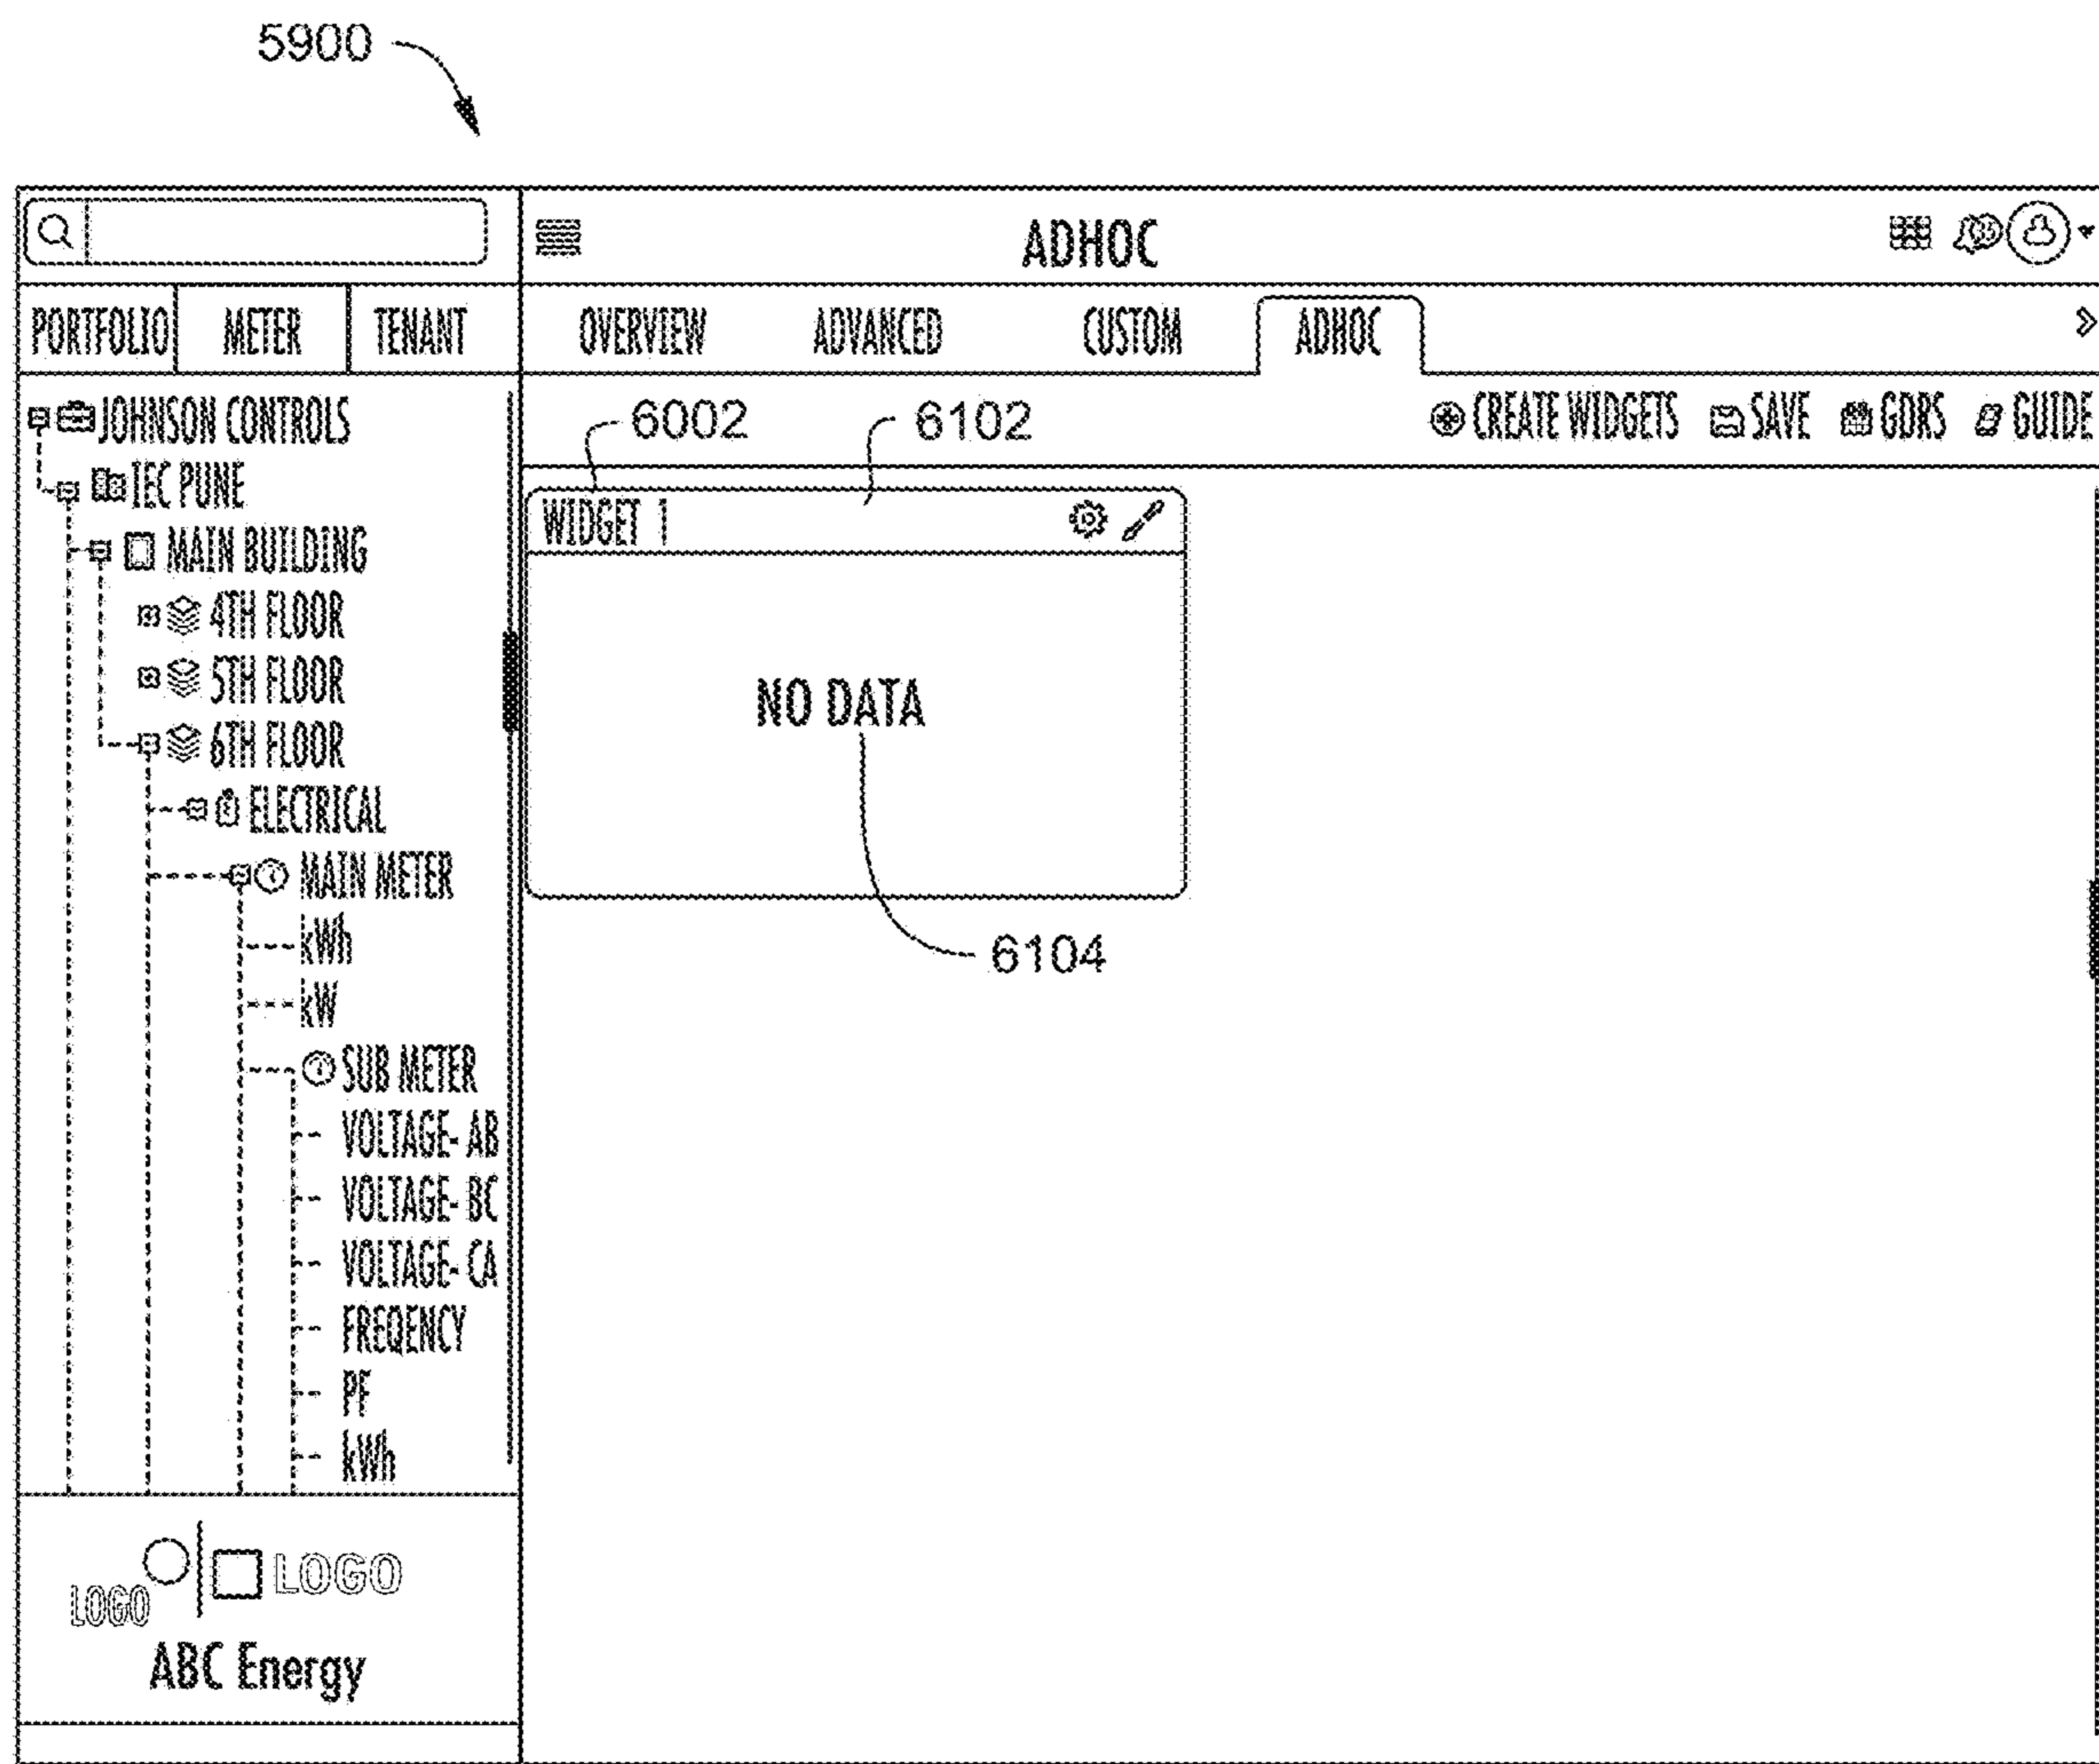 5900
ADHOC
PORTFOLIO METER TENANT
OVERVIEW ADVANCED CUSTOM ADHOC
CREATE WIDGETS SAVE GDRS GUIDE
6002 6102
WIDGET 1
NO DATA
6104
JOHNSON CONTROLS
IEC PUNE
MAIN BUILDING
4TH FLOOR
5TH FLOOR
6TH FLOOR
ELECTRICAL
MAIN METER
kWh
kW
SUB METER
VOLTAGE- AB
VOLTAGE- BC
VOLTAGE- CA
FREQENCY
PF
kWh
LOGO LOGO
ABC Energy